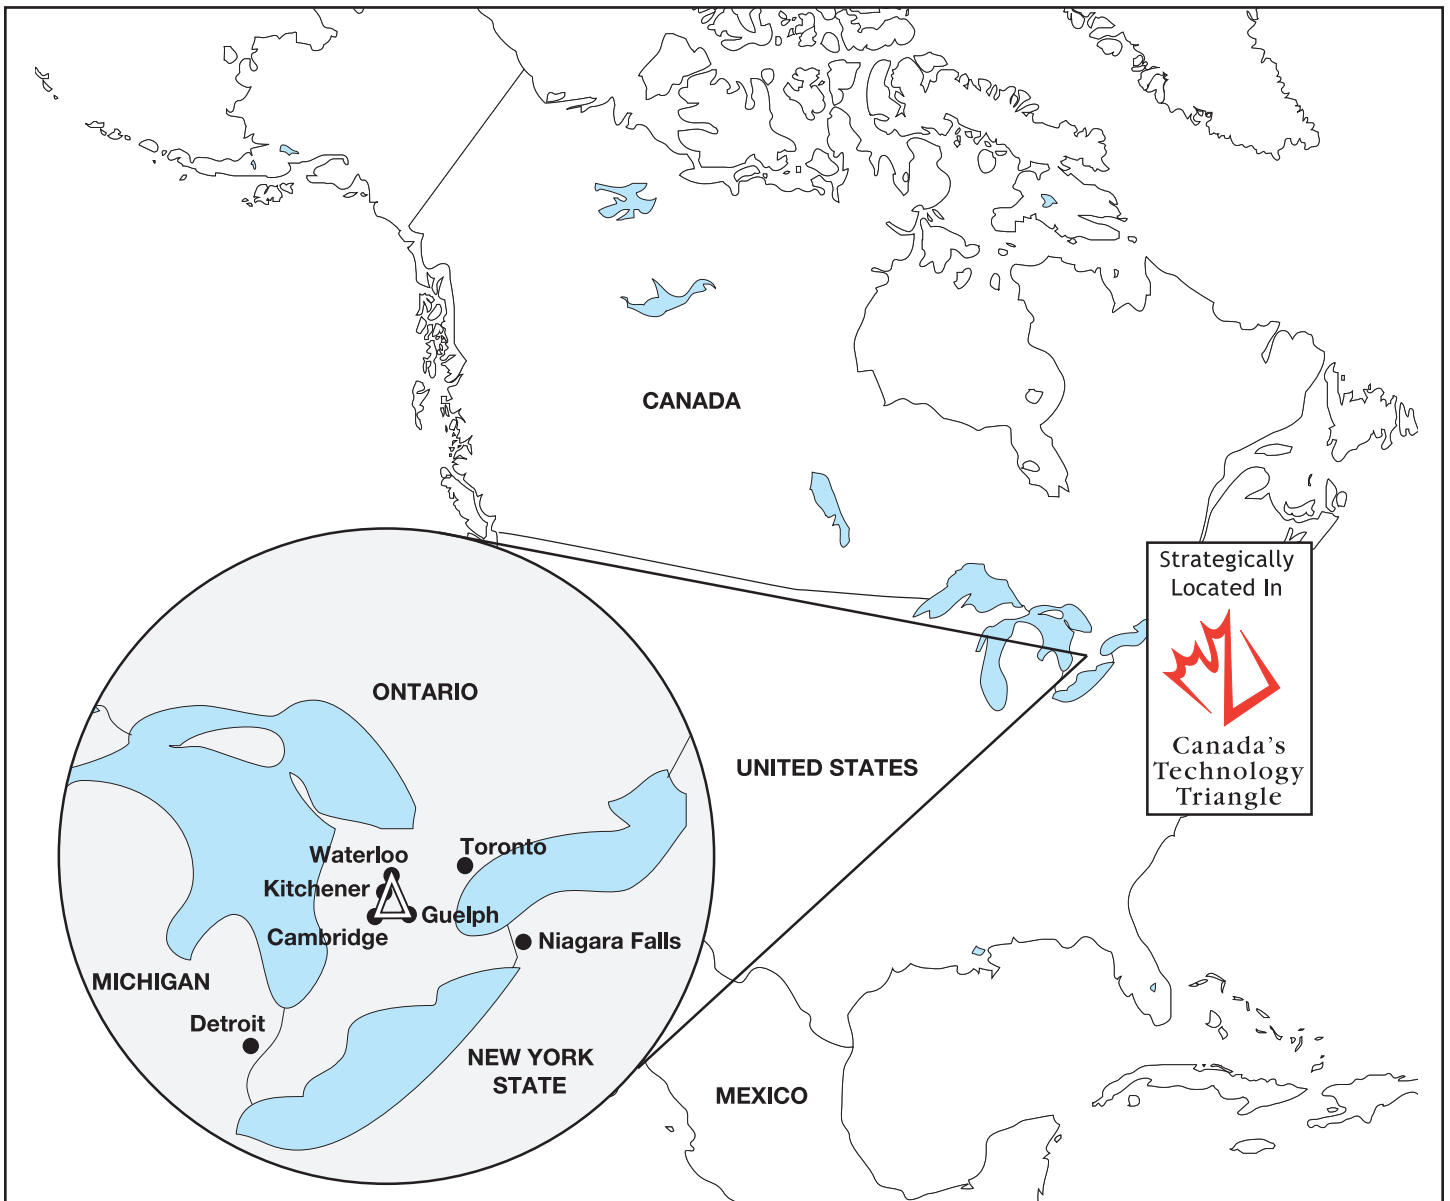 CANADA
Strategically
Located In
Canada's
Technology
Triangle
ONTARIO
UNITED STATES
Waterloo
Toronto
Kitchener
Guelph
Cambridge
Niagara Falls
MICHIGAN
Detroit
NEW YORK
STATE
MEXICO